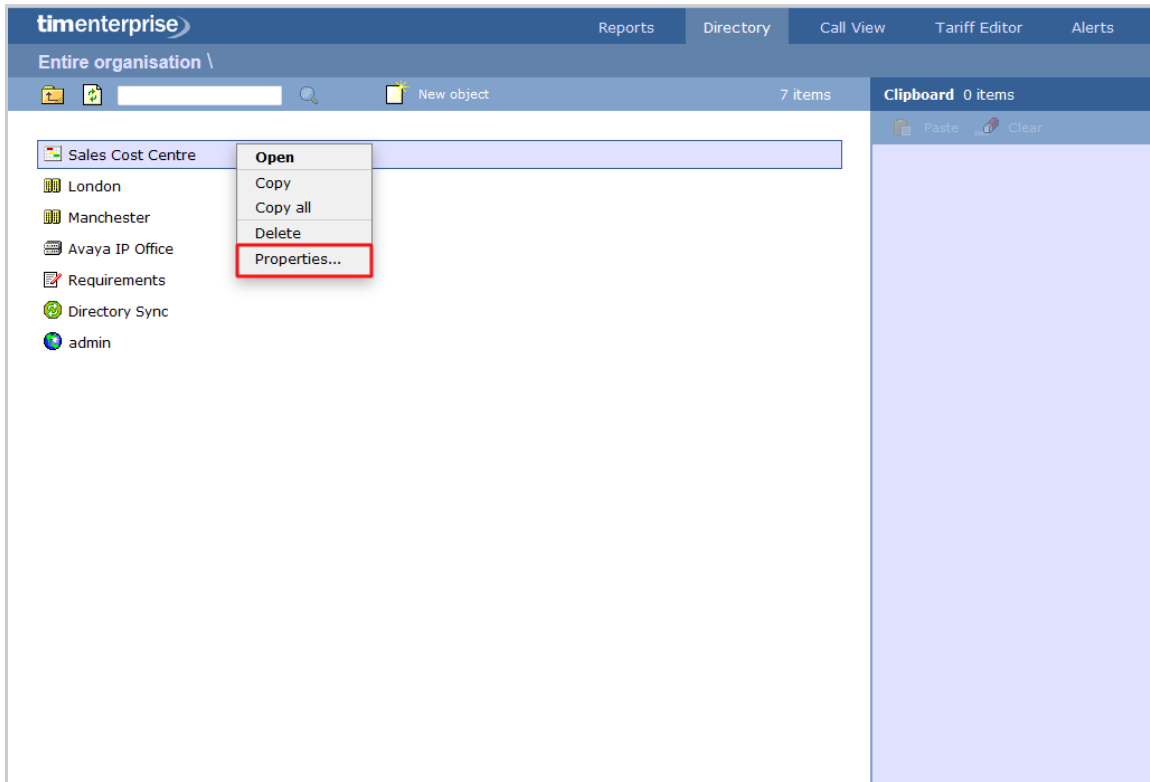 timenterprise
Reports Directory Call View Tariff Editor Alerts
Entire organisation \
New object 7 items Clipboard 0 items
Paste Clear
Sales Cost Centre
London
Manchester
Avaya IP Office
Requirements
Directory Sync
admin
Open
Copy
Copy all
Delete
Properties...